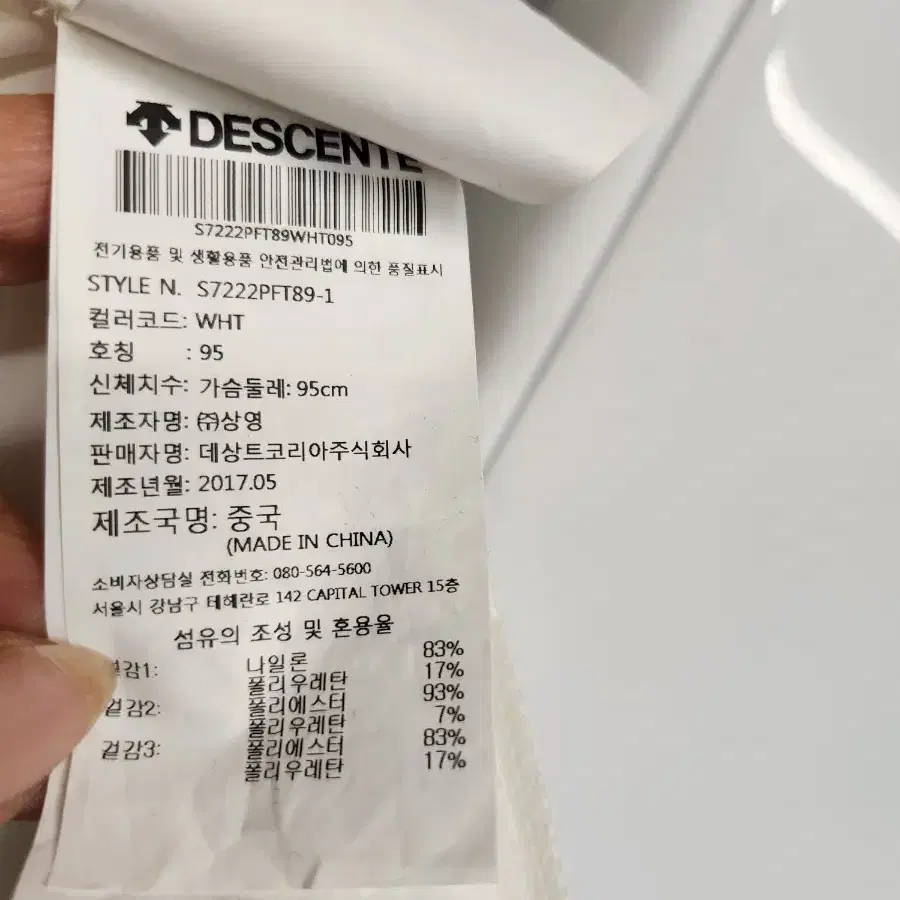 DESCENTE
S7222PFT89WHT095
전기용품 및 생활용품 안전관리법에 의한 품질표시
STYLE N. S7222PFT89-1
컬러코드: WHT
호칭 : 95
신체치수: 가슴둘레: 95cm
제조자명: ㈜상영
판매자명: 데상트코리아주식회사
제조년월: 2017.05
제조국명: 중국
(MADE IN CHINA)
소비자상담실 전화번호: 080-564-5600
서울시 강남구 테헤란로 142 CAPITAL TOWER 15층
섬유의 조성 및 혼용율
겉감1: 나일론 83%
폴리우레탄 17%
겉감2: 폴리에스터 93%
폴리우레탄 7%
겉감3: 폴리에스터 83%
폴리우레탄 17%